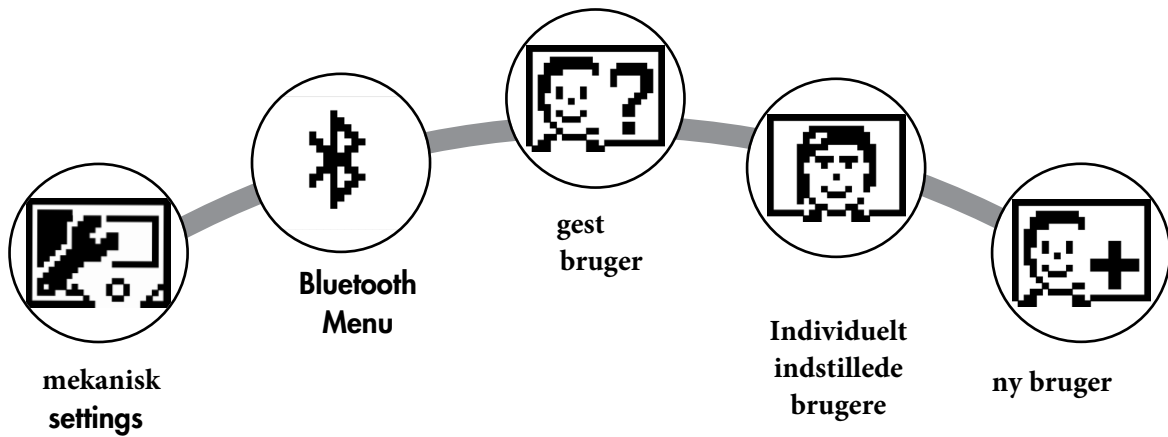 mekanisk
settings
Bluetooth
Menu
gest
bruger
Individuelt
indstillede
brugere
ny bruger